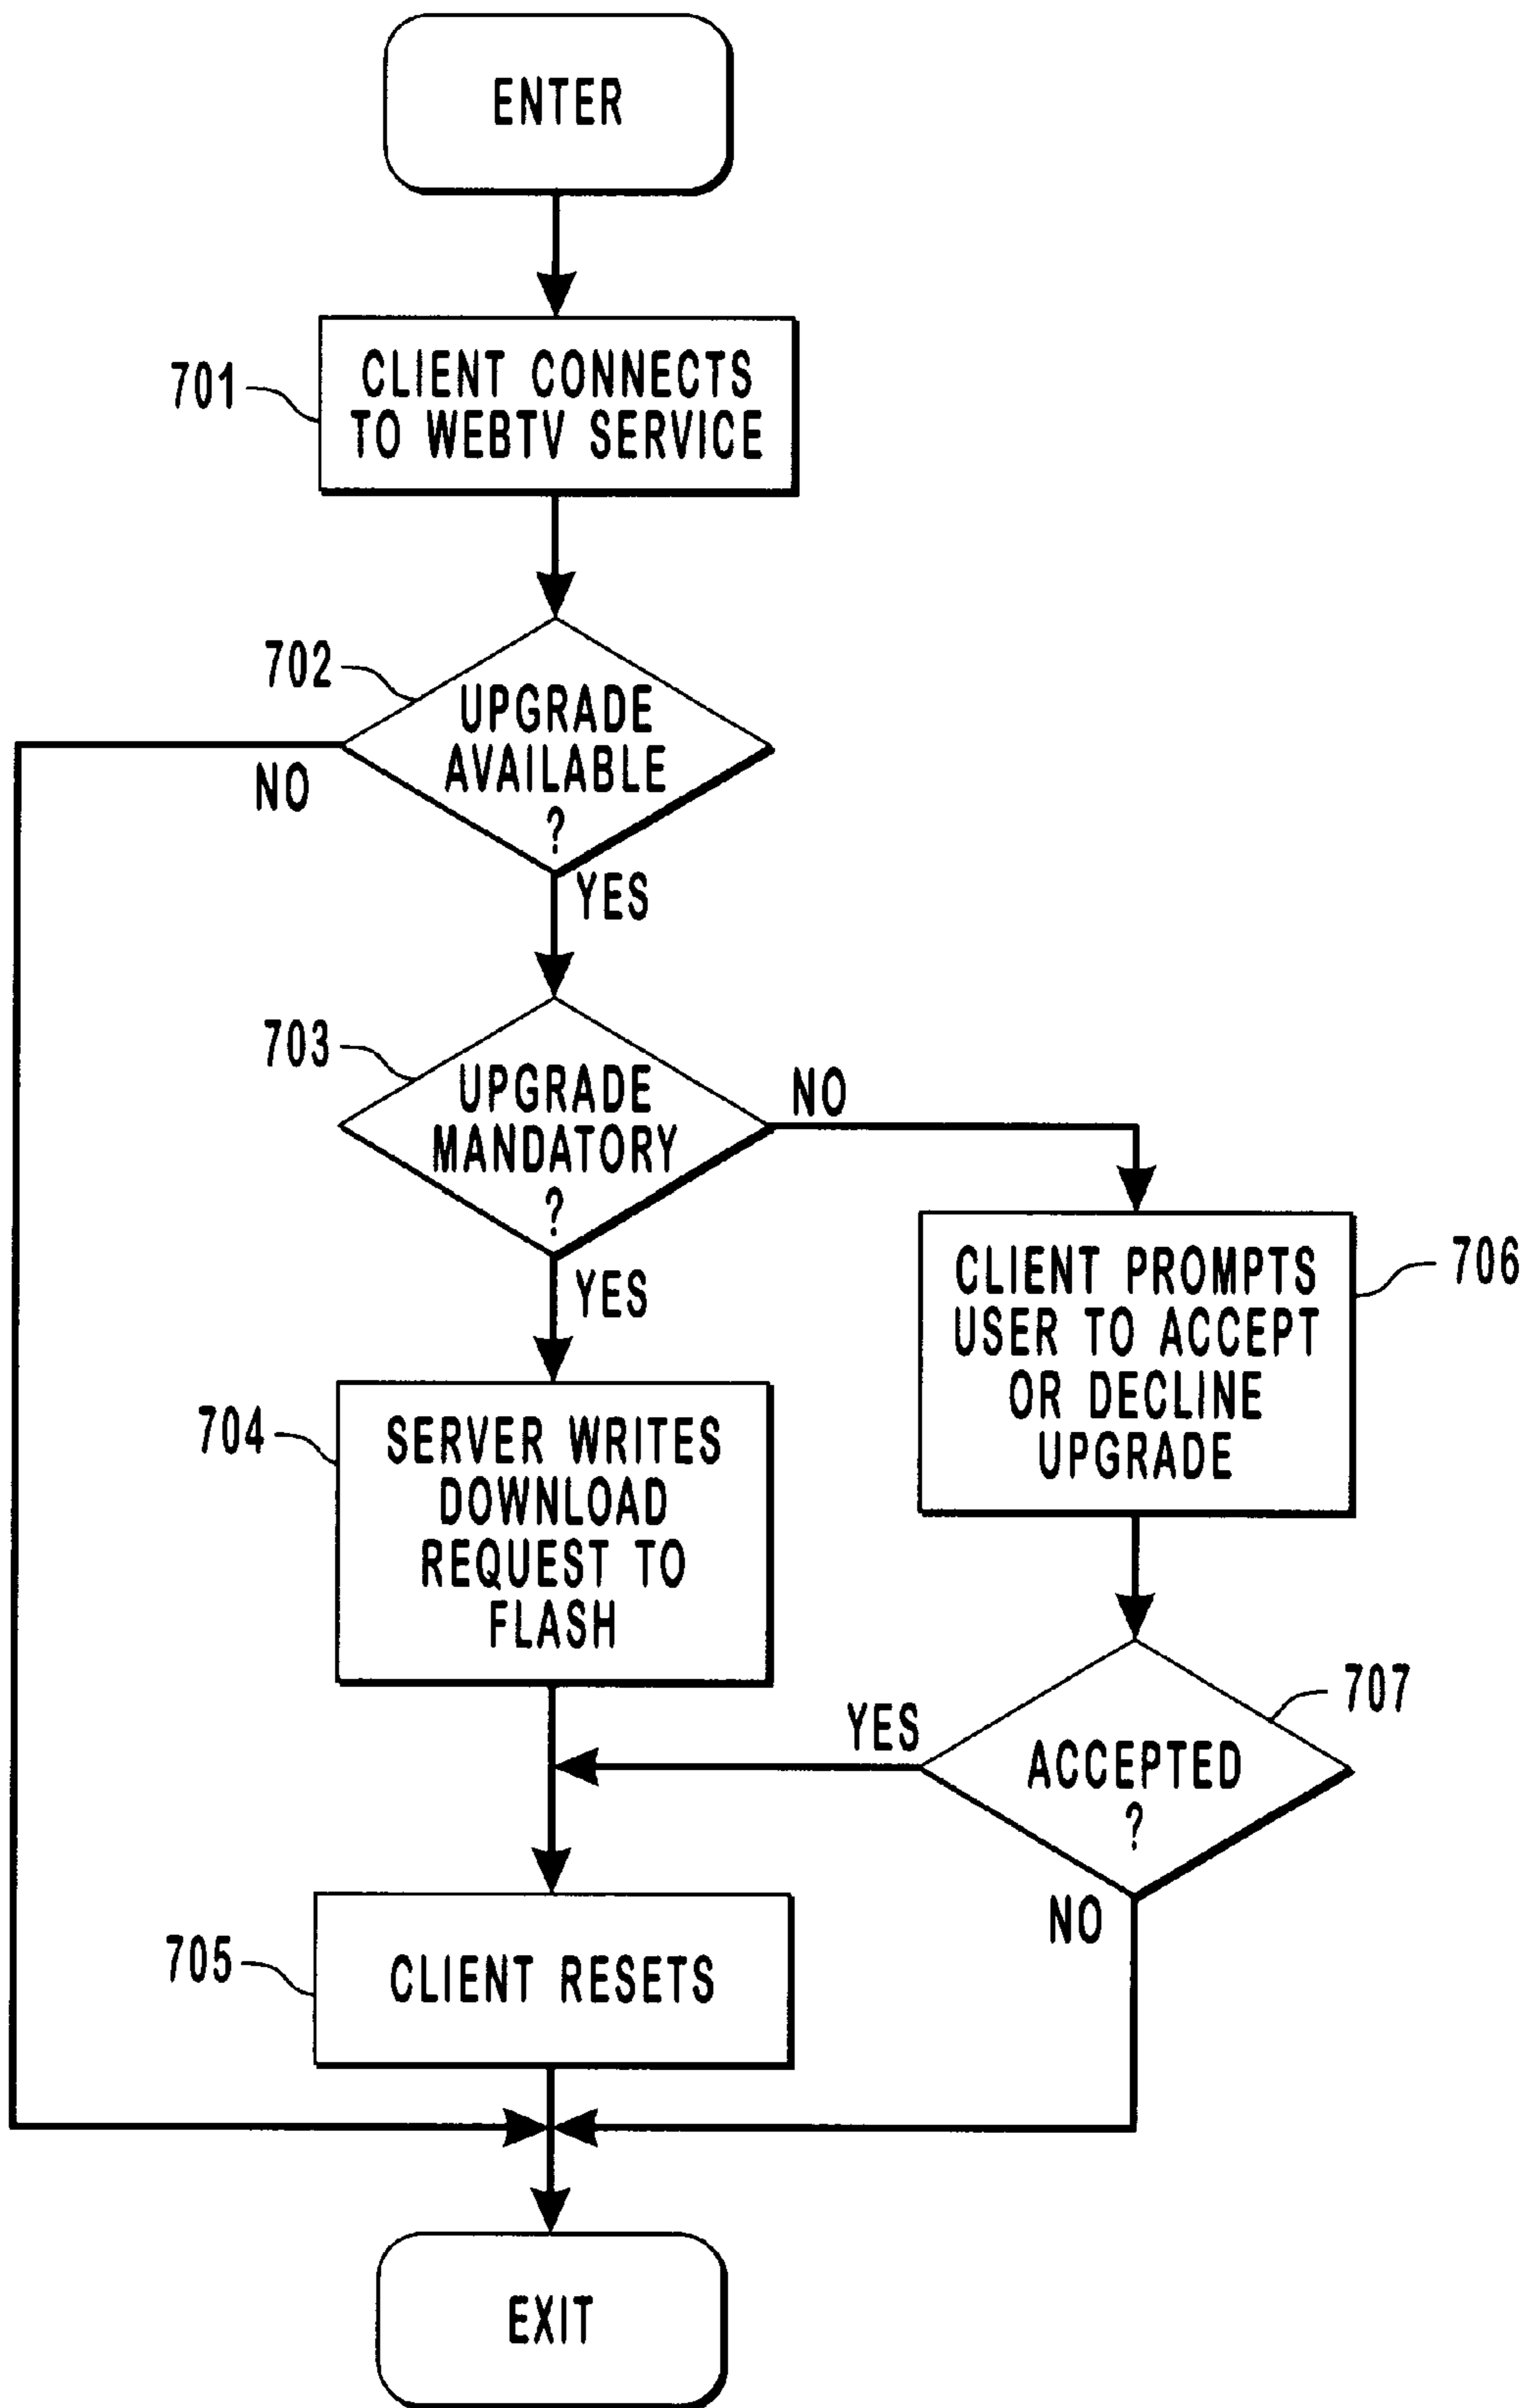 ENTER
701
CLIENT CONNECTS
TO WEBTV SERVICE
702
UPGRADE
AVAILABLE
?
NO
YES
703
UPGRADE
MANDATORY
?
NO
YES
706
CLIENT PROMPTS
USER TO ACCEPT
OR DECLINE
UPGRADE
704
SERVER WRITES
DOWNLOAD
REQUEST TO
FLASH
707
YES
ACCEPTED
?
NO
705
CLIENT RESETS
EXIT